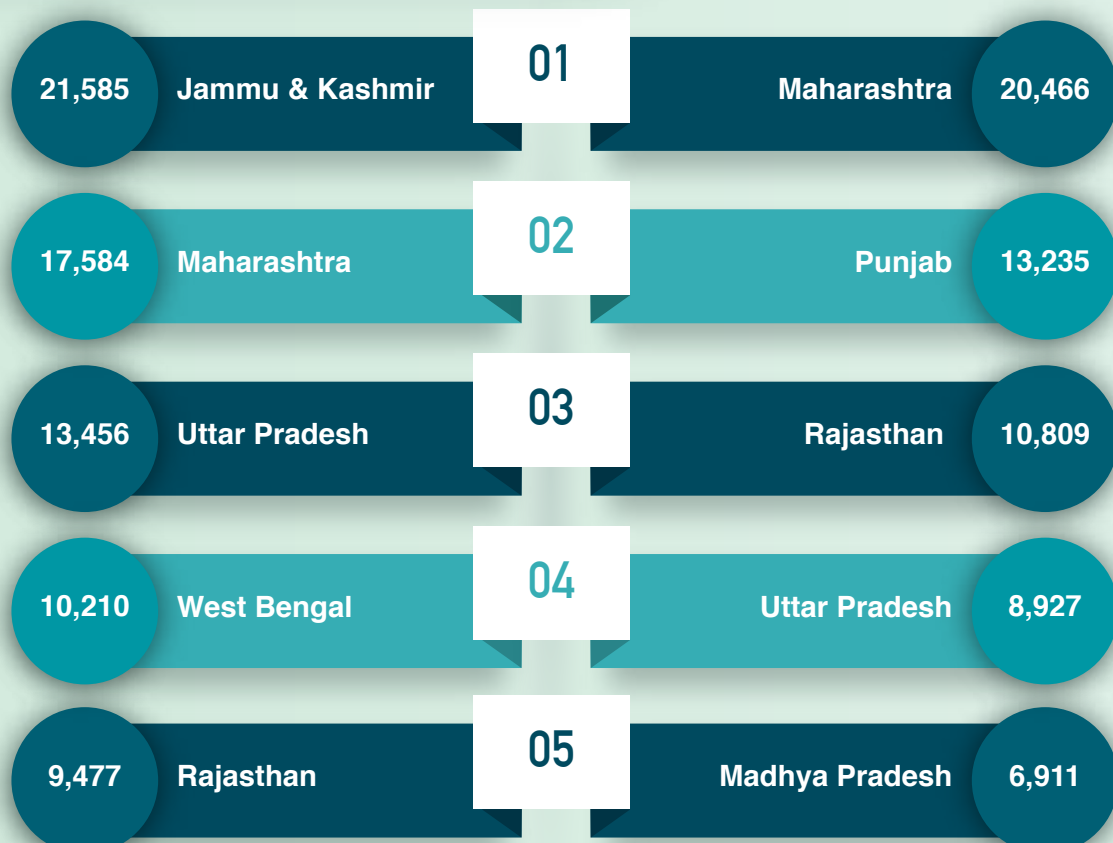 21,585 Jammu & Kashmir 01 Maharashtra 20,466
17,584 Maharashtra 02 Punjab 13,235
13,456 Uttar Pradesh 03 Rajasthan 10,809
10,210 West Bengal 04 Uttar Pradesh 8,927
9,477 Rajasthan 05 Madhya Pradesh 6,911